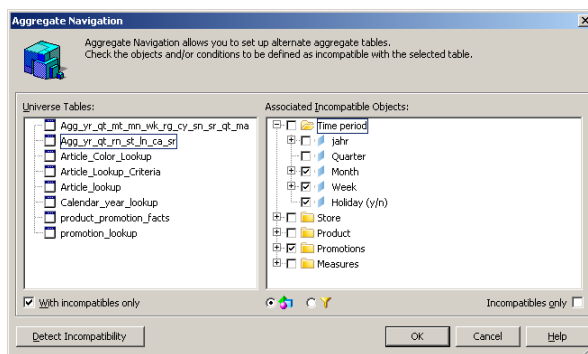 Aggregate Navigation
Aggregate Navigation allows you to set up alternate aggregate tables.
Check the objects and/or conditions to be defined as incompatible with the selected table.
Universe Tables:
Agg_yr_qt_mt_mn_wk_rg_cy_sn_sr_qt_ma
Agg_yr_qt_rn_st_ln_ca_sr
Article_Color_Lookup
Article_Lookup_Criteria
Article_lookup
Calendar_year_lookup
product_promotion_facts
promotion_lookup
With incompatibles only
Associated Incompatible Objects:
Time period
jahr
Quarter
Month
Week
Holiday (y/n)
Store
Product
Promotions
Measures
Incompatibles only
Detect Incompatibility
OK
Cancel
Help